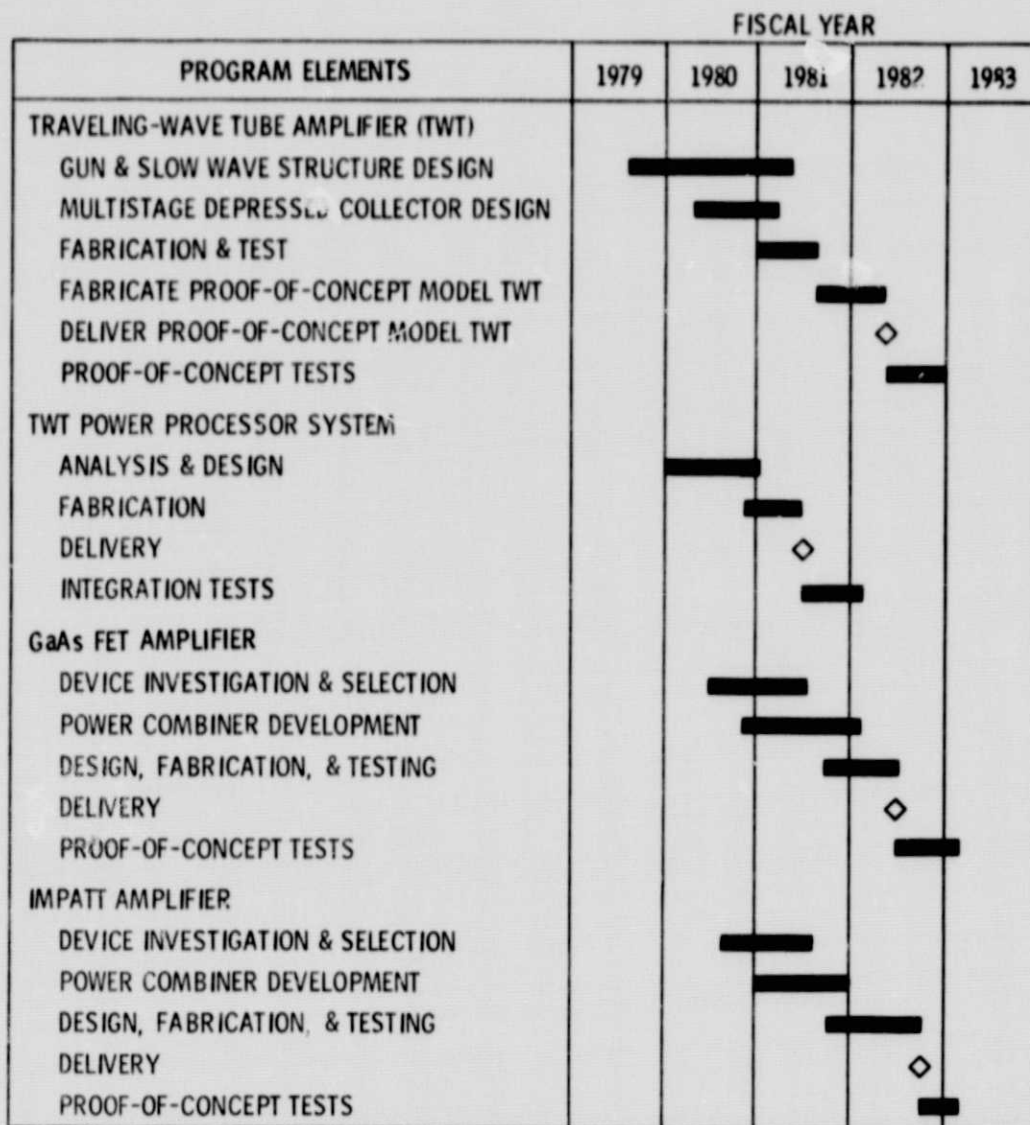 FISCAL YEAR
PROGRAM ELEMENTS 1979 1980 1981 1982 1983
TRAVELING-WAVE TUBE AMPLIFIER (TWT)
GUN & SLOW WAVE STRUCTURE DESIGN
MULTISTAGE DEPRESSED COLLECTOR DESIGN
FABRICATION & TEST
FABRICATE PROOF-OF-CONCEPT MODEL TWT
DELIVER PROOF-OF-CONCEPT MODEL TWT
PROOF-OF-CONCEPT TESTS
TWT POWER PROCESSOR SYSTEM
ANALYSIS & DESIGN
FABRICATION
DELIVERY
INTEGRATION TESTS
GaAs FET AMPLIFIER
DEVICE INVESTIGATION & SELECTION
POWER COMBINER DEVELOPMENT
DESIGN, FABRICATION, & TESTING
DELIVERY
PROOF-OF-CONCEPT TESTS
IMPATT AMPLIFIER
DEVICE INVESTIGATION & SELECTION
POWER COMBINER DEVELOPMENT
DESIGN, FABRICATION, & TESTING
DELIVERY
PROOF-OF-CONCEPT TESTS